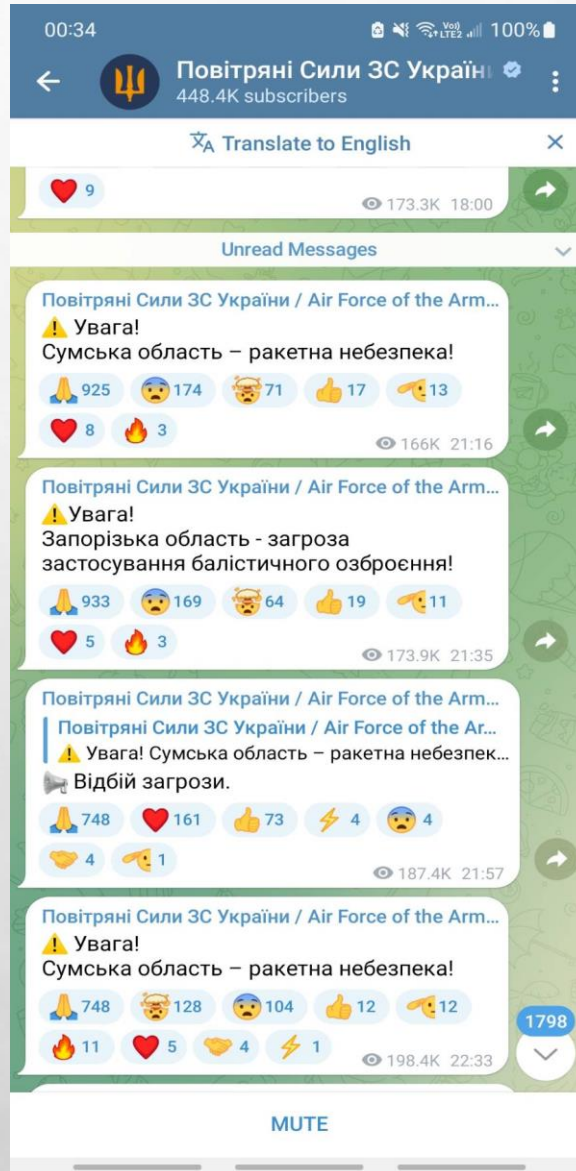 00:34
Vo)) LTE2 100%
Повітряні Сили ЗС Україн
448.4K subscribers
Translate to English
9
173.3K 18:00
Unread Messages
Повітряні Сили ЗС України / Air Force of the Arm...
Увага!
Сумська область – ракетна небезпека!
925 174 71 17 13
8 3
166K 21:16
Повітряні Сили ЗС України / Air Force of the Arm...
Увага!
Запорізька область - загроза
застосування балістичного озброєння!
933 169 64 19 11
5 3
173.9K 21:35
Повітряні Сили ЗС України / Air Force of the Arm...
Повітряні Сили ЗС України / Air Force of the Ar...
Увага! Сумська область – ракетна небезпек...
Відбій загрози.
748 161 73 4 4
4 1
187.4K 21:57
Повітряні Сили ЗС України / Air Force of the Arm...
Увага!
Сумська область – ракетна небезпека!
748 128 104 12 12
11 5 4 1
198.4K 22:33
1798
MUTE